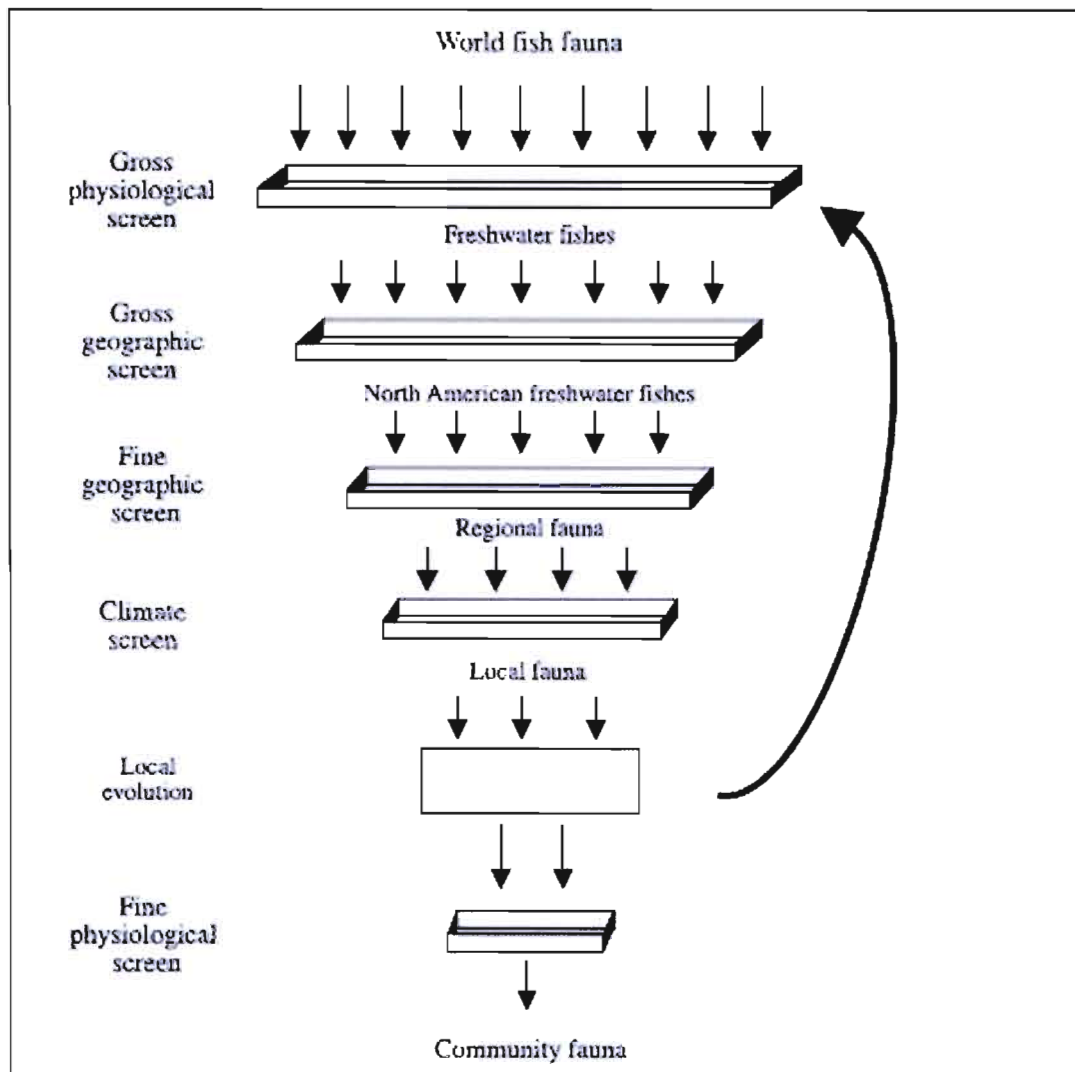 World fish fauna
Gross
physiological
screen
Freshwater fishes
Gross
geographic
screen
North American freshwater fishes
Fine
geographic
screen
Regional fauna
Climate
screen
Local fauna
Local
evolution
Fine
physiological
screen
Community fauna